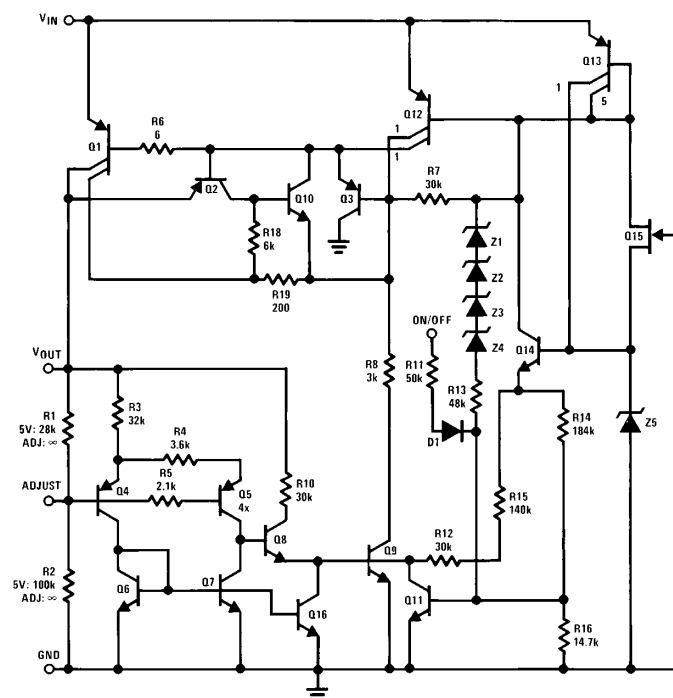 VIN
Q13
1
5
Q12
1
1
R6
6
Q1
Q2
Q10
Q3
R7
30k
R18
6k
R19
200
Z1
Z2
Z3
Z4
Q15
ON/OFF
R11
50k
R8
3k
R13
48k
Q14
D1
R14
184k
Z5
VOUT
R1
5V: 28k
ADJ: ∞
R3
32k
R4
3.6k
R5
2.1k
ADJUST
Q4
Q5
4x
R10
30k
Q8
R15
140k
R12
30k
Q9
R2
5V: 100k
ADJ: ∞
Q6
Q7
Q16
Q11
R16
14.7k
GND